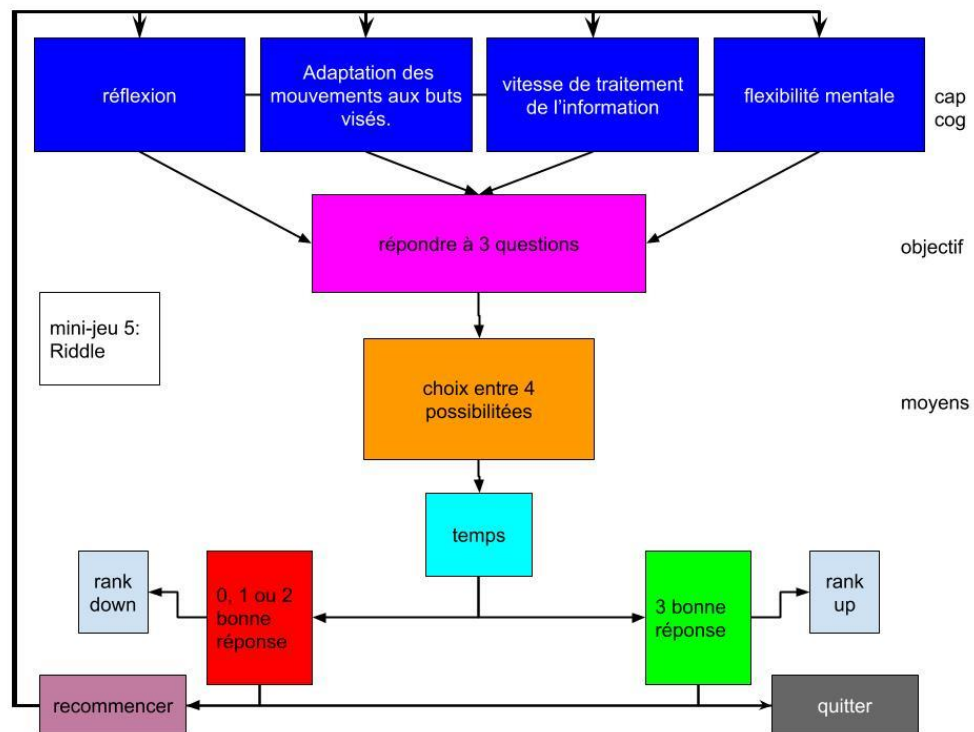 réflexion
Adaptation des
mouvements aux buts
visés.
vitesse de traitement
de l'information
flexibilité mentale
cap
cog
répondre à 3 questions
objectif
mini-jeu 5:
Riddle
choix entre 4
possibilitées
moyens
temps
rank
down
0, 1 ou 2
bonne
réponse
3 bonne
réponse
rank
up
recommencer
quitter